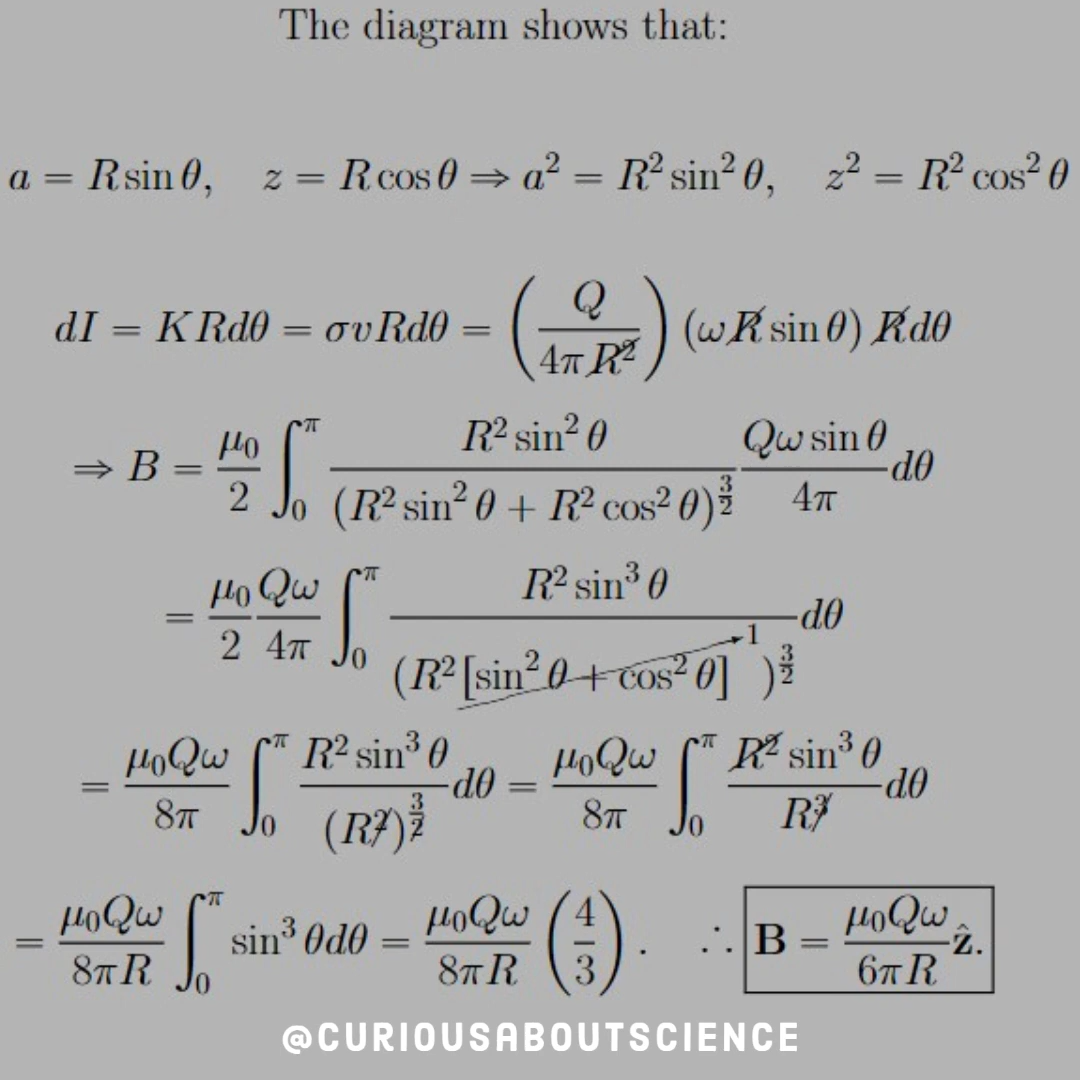 The diagram shows that:
a = R sin θ, z = R cos θ ⇒ a² = R² sin² θ, z² = R² cos² θ
dI = KRdθ = σvRdθ = (Q / 4πR²) (ωR sin θ) Rdθ
⇒ B = μ₀/2 ∫₀^π R² sin² θ / (R² sin² θ + R² cos² θ)^(3/2) Qω sin θ / 4π dθ
= μ₀/2 Qω/4π ∫₀^π R² sin³ θ / (R² [sin² θ + cos² θ] 1)^(3/2) dθ
= μ₀Qω/8π ∫₀^π R² sin³ θ / (R²)^(3/2) dθ = μ₀Qω/8π ∫₀^π R² sin³ θ / R³ dθ
= μ₀Qω/8πR ∫₀^π sin³ θdθ = μ₀Qω/8πR (4/3). ∴ B = μ₀Qω/6πR ẑ.
@CURIOUSABOUTSCIENCE